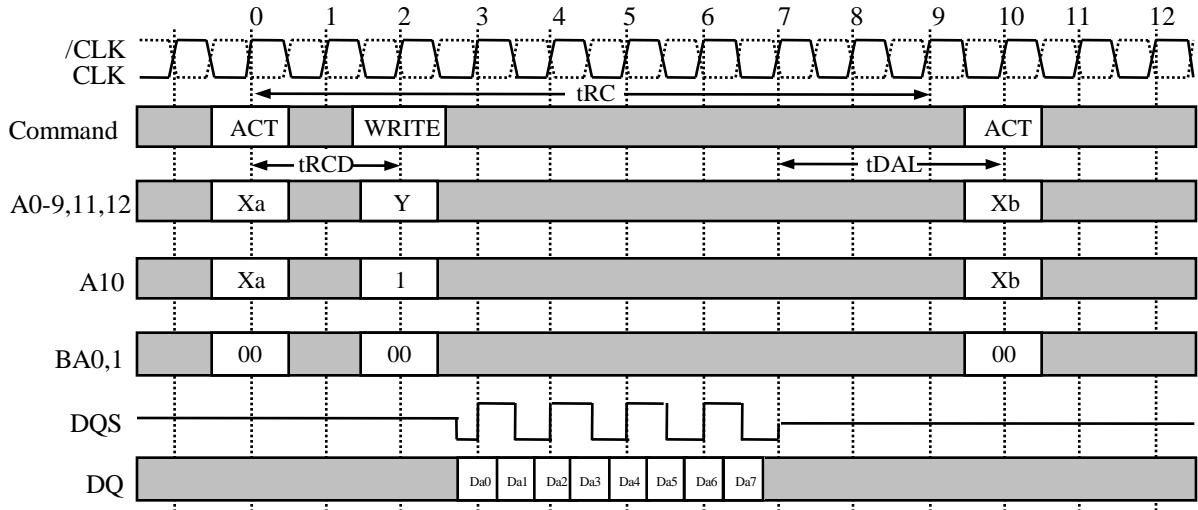 0 1 2 3 4 5 6 7 8 9 10 11 12
/CLK
CLK
tRC
Command ACT WRITE ACT
tRCD tDAL
A0-9,11,12 Xa Y Xb
A10 Xa 1 Xb
BA0,1 00 00 00
DQS
DQ Da0 Da1 Da2 Da3 Da4 Da5 Da6 Da7